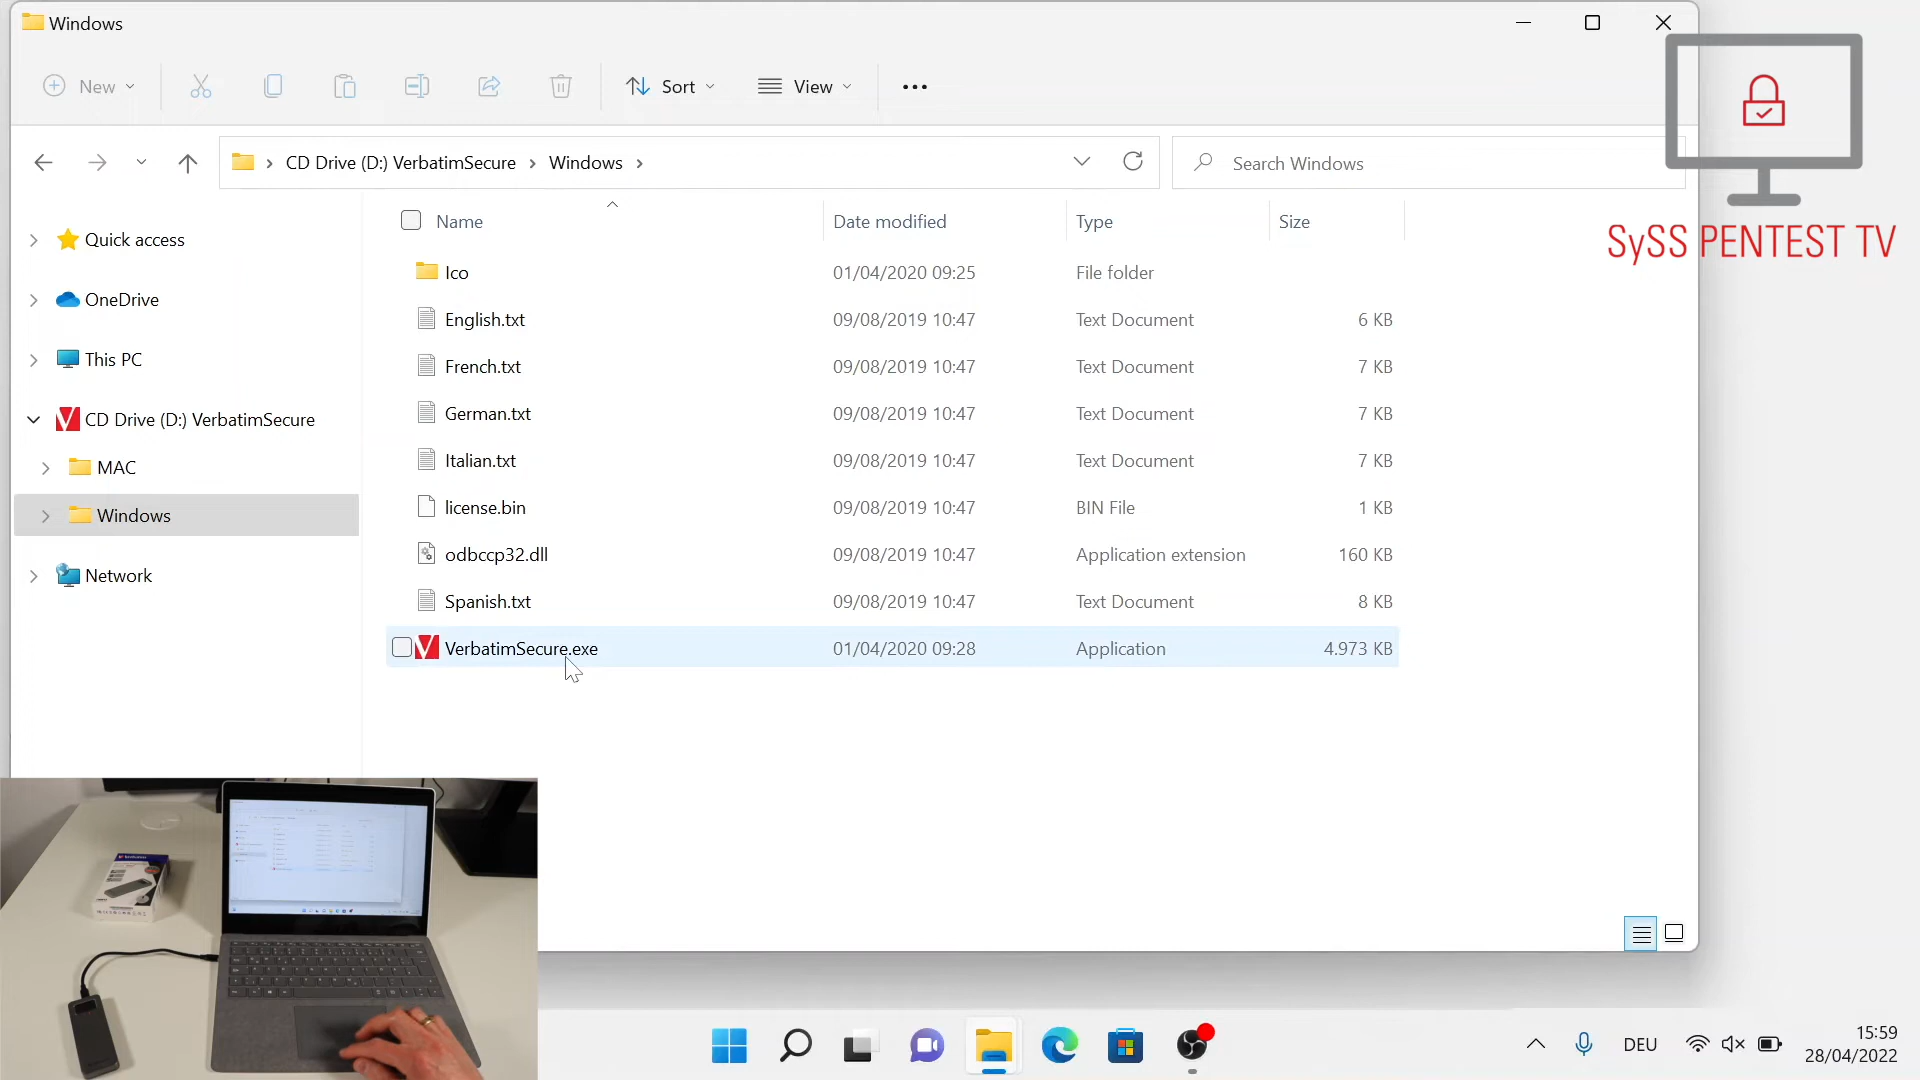 Windows
New
Sort
View
CD Drive (D:) VerbatimSecure
Windows
Search Windows
SySS PENTEST TV
Name
Date modified
Type
Size
Quick access
OneDrive
This PC
CD Drive (D:) VerbatimSecure
MAC
Windows
Network
Ico 01/04/2020 09:25 File folder
English.txt 09/08/2019 10:47 Text Document 6 KB
French.txt 09/08/2019 10:47 Text Document 7 KB
German.txt 09/08/2019 10:47 Text Document 7 KB
Italian.txt 09/08/2019 10:47 Text Document 7 KB
license.bin 09/08/2019 10:47 BIN File 1 KB
odbccp32.dll 09/08/2019 10:47 Application extension 160 KB
Spanish.txt 09/08/2019 10:47 Text Document 8 KB
VerbatimSecure.exe 01/04/2020 09:28 Application 4.973 KB
DEU
15:59
28/04/2022